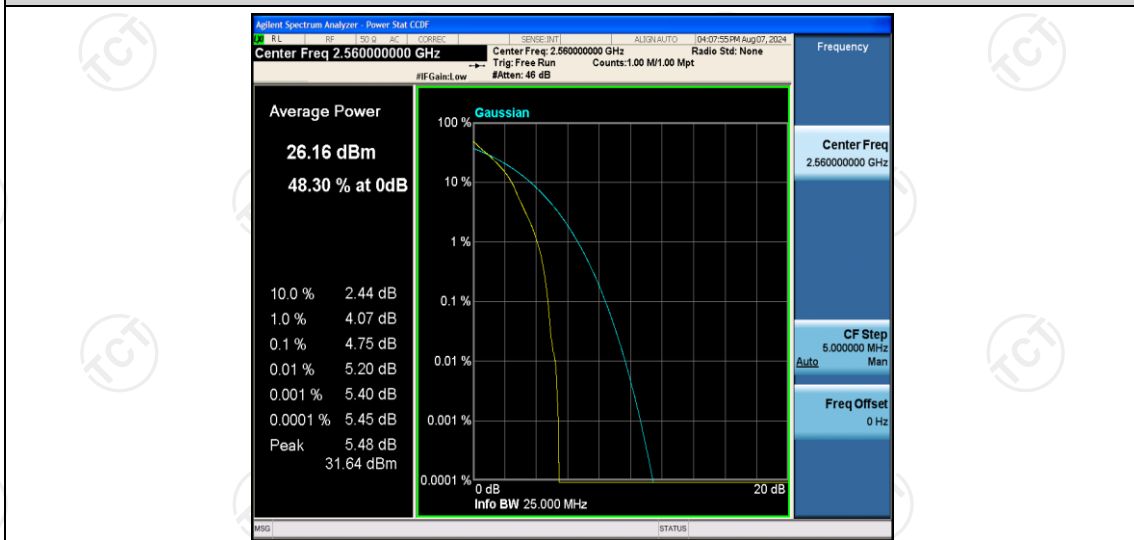 Agilent Spectrum Analyzer - Power Stat CCDF
RL RF 50 Ω AC CORREC SENSE:INT ALIGN AUTO 04:07:55 PM Aug 07, 2024
Center Freq 2.560000000 GHz
Center Freq: 2.560000000 GHz Radio Std: None
Trig: Free Run Counts:1.00 M/1.00 Mpt
#IFGain:Low #Atten: 46 dB
Frequency
Average Power
26.16 dBm
48.30 % at 0dB
10.0 % 2.44 dB
1.0 % 4.07 dB
0.1 % 4.75 dB
0.01 % 5.20 dB
0.001 % 5.40 dB
0.0001 % 5.45 dB
Peak 5.48 dB
31.64 dBm
Gaussian
100 %
10 %
1 %
0.1 %
0.01 %
0.001 %
0.0001 %
0 dB 20 dB
Info BW 25.000 MHz
Center Freq
2.560000000 GHz
CF Step
5.000000 MHz
Auto Man
Freq Offset
0 Hz
MSG STATUS
TCT
TCT
TCT
TCT